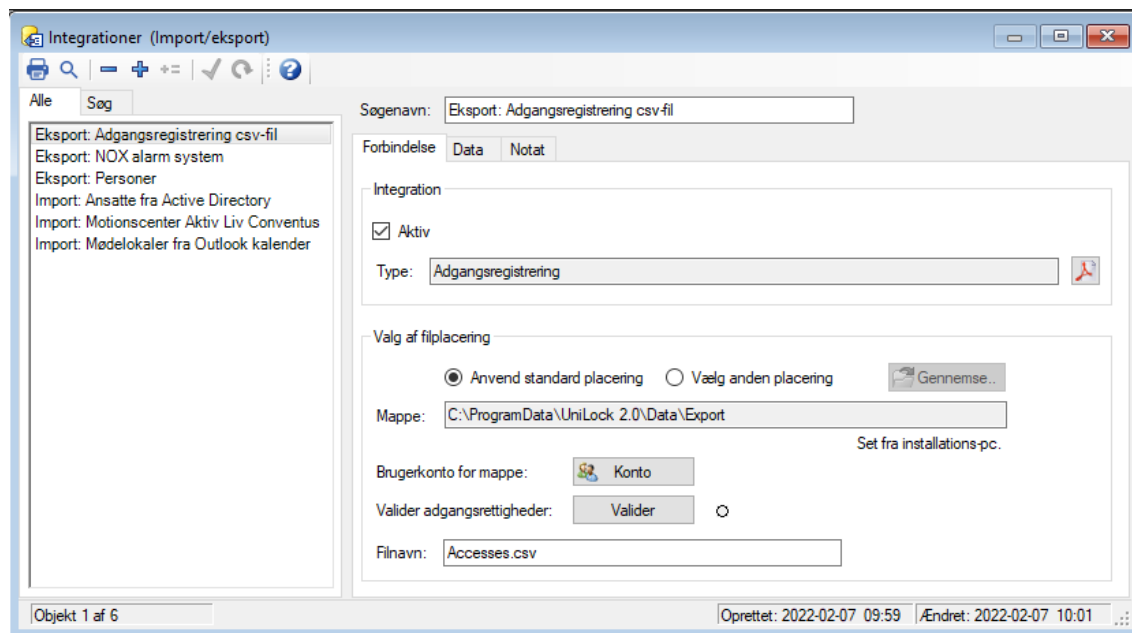 Integrationer (Import/eksport)
Alle
Søg
Eksport: Adgangsregistrering csv-fil
Eksport: NOX alarm system
Eksport: Personer
Import: Ansatte fra Active Directory
Import: Motionscenter Aktiv Liv Conventus
Import: Mødelokaler fra Outlook kalender
Søgenavn: Eksport: Adgangsregistrering csv-fil
Forbindelse Data Notat
Integration
Aktiv
Type: Adgangsregistrering
Valg af filplacering
Anvend standard placering Vælg anden placering Gennemse..
Mappe: C:\ProgramData\UniLock 2.0\Data\Export
Set fra installations-pc.
Brugerkonto for mappe: Konto
Valider adgangsrettigheder: Valider
Filnavn: Accesses.csv
Objekt 1 af 6
Oprettet: 2022-02-07 09:59 Ændret: 2022-02-07 10:01